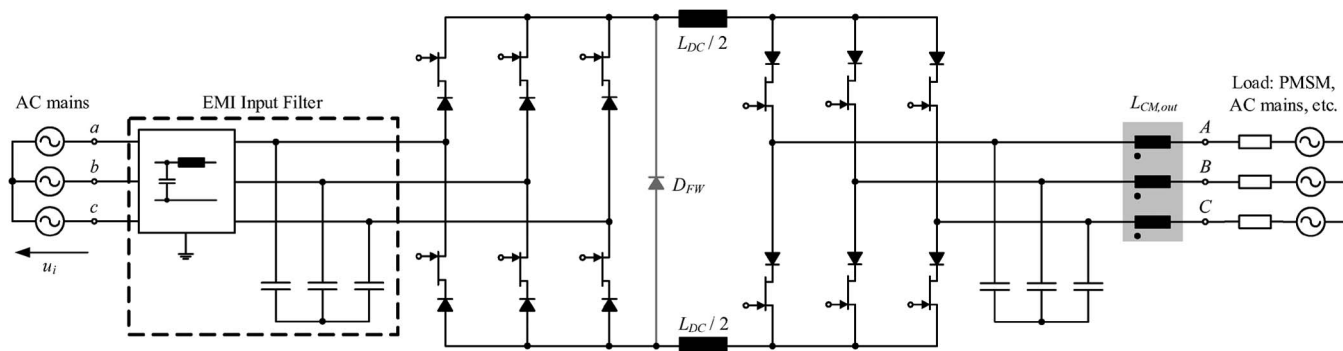 AC mains
EMI Input Filter
a
b
c
u_i
D_FW
L_DC / 2
L_DC / 2
L_CM,out
A
B
C
Load: PMSM,
AC mains, etc.